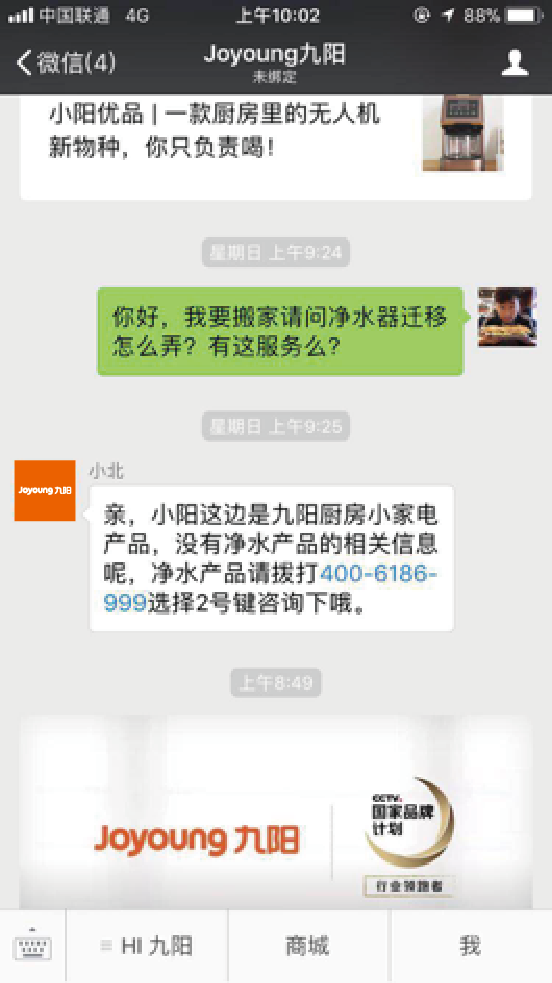 中国联通 4G 上午10:02 88%
微信(4) Joyoung九阳
未绑定
小阳优品 | 一款厨房里的无人机
新物种，你只负责喝！
星期日 上午9:24
你好，我要搬家请问净水器迁移
怎么弄？有这服务么？
星期日 上午9:25
小北
Joyoung九阳
亲，小阳这边是九阳厨房小家电
产品，没有净水产品的相关信息
呢，净水产品请拨打400-6186-
999选择2号键咨询下哦。
上午8:49
Joyoung 九阳
CCTV.
国家品牌
计划
行业领跑者
HI 九阳 商城 我